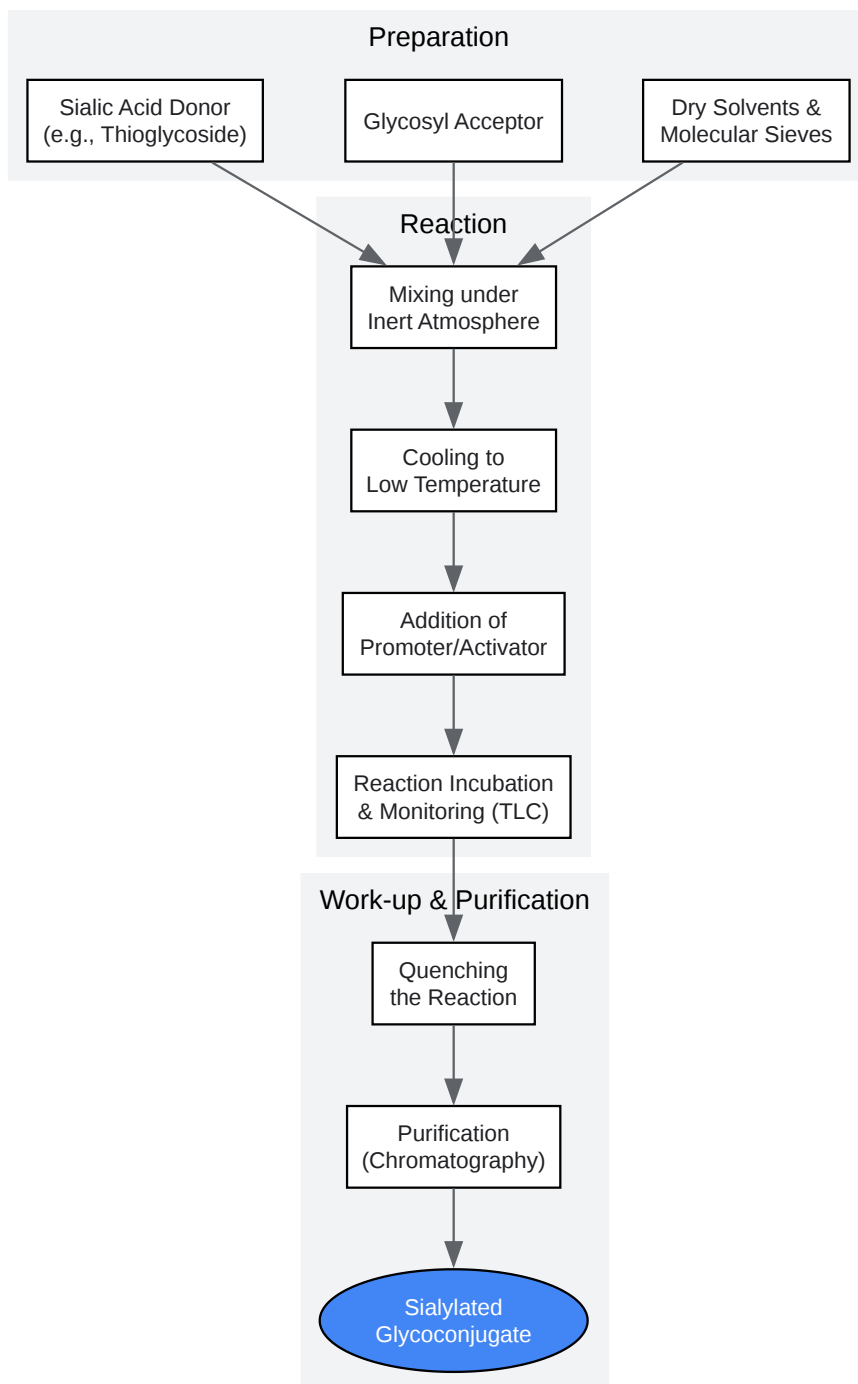 Preparation
Sialic Acid Donor
(e.g., Thioglycoside)
Glycosyl Acceptor
Dry Solvents &
Molecular Sieves
Reaction
Mixing under
Inert Atmosphere
Cooling to
Low Temperature
Addition of
Promoter/Activator
Reaction Incubation
& Monitoring (TLC)
Work-up & Purification
Quenching
the Reaction
Purification
(Chromatography)
Sialylated
Glycoconjugate